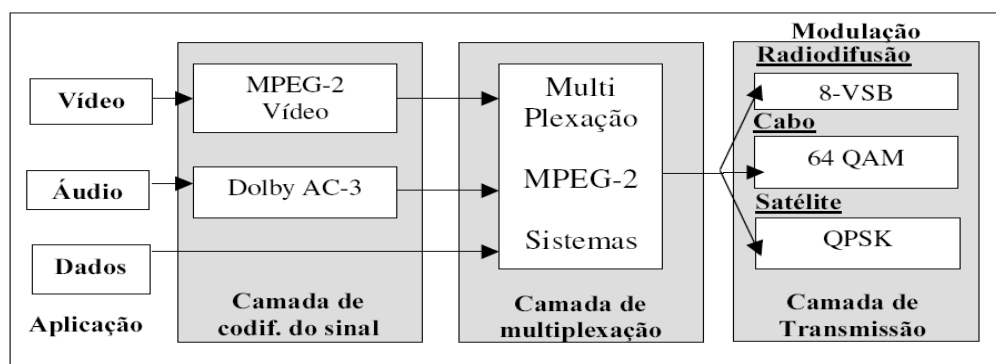 Vídeo
Áudio
Dados
Aplicação
MPEG-2
Vídeo
Dolby AC-3
Camada de
codif. do sinal
Multi
Plexação
MPEG-2
Sistemas
Camada de
multiplexação
Modulação
Radiodifusão
8-VSB
Cabo
64 QAM
Satélite
QPSK
Camada de
Transmissão